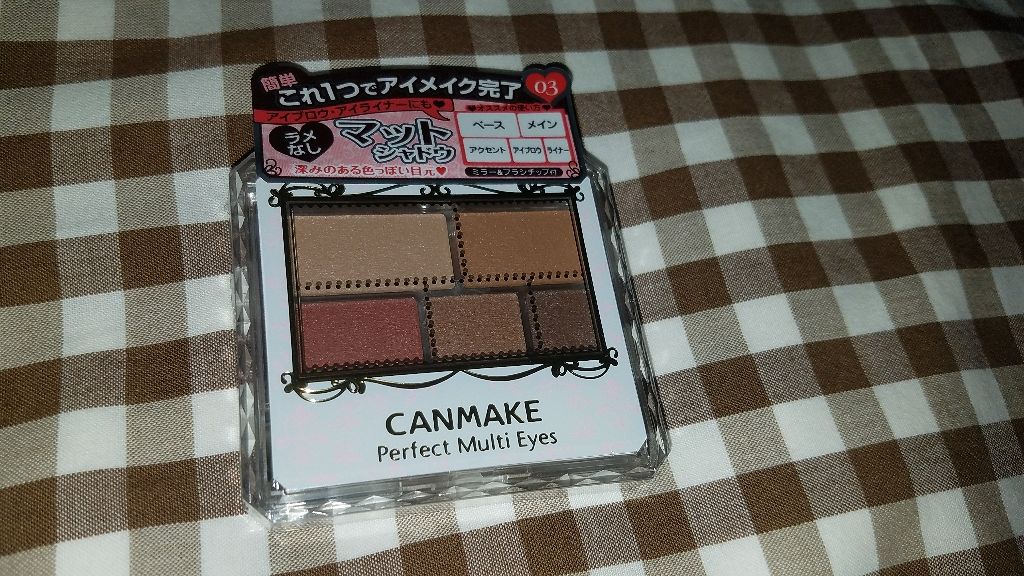 簡単
これ1つでアイメイク完了
03
アイブロウ・アイライナーにも♥
ラメ
なし
マット
シャドウ
深みのある色っぽい目元♥
♥オススメの使い方♥
ベース
メイン
アクセント
アイブロウ
ライナー
ミラー&ブラシチップ付
CANMAKE
Perfect Multi Eyes